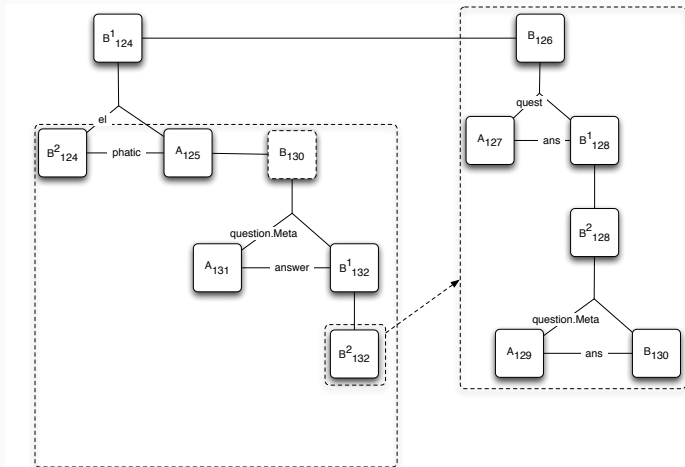 B¹₁₂₄
B₁₂₆
el
quest
B²₁₂₄
phatic
A₁₂₅
B₁₃₀
A₁₂₇
ans
B¹₁₂₈
question.Meta
B²₁₂₈
A₁₃₁
answer
B¹₁₃₂
question.Meta
B²₁₃₂
A₁₂₉
ans
B₁₃₀